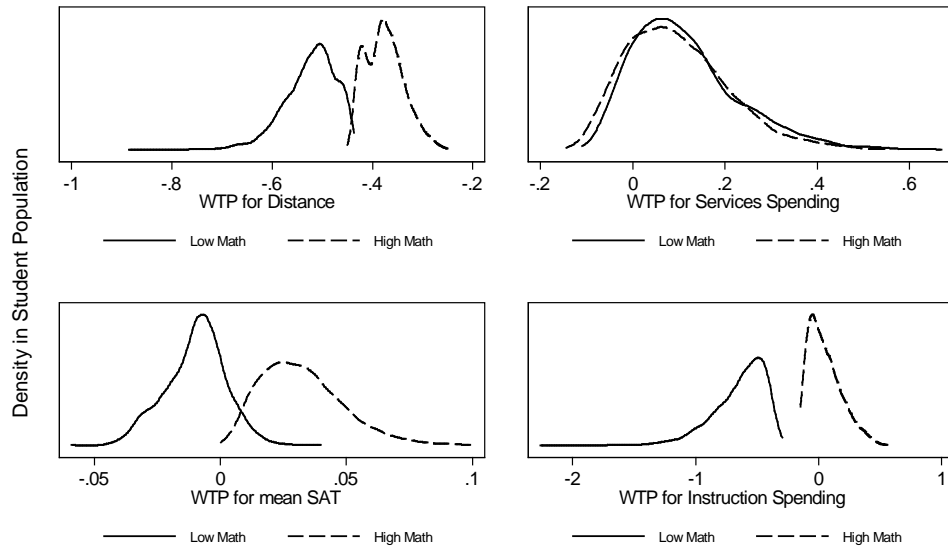 Density in Student Population
-1 -.8 -.6 -.4 -.2
WTP for Distance
Low Math High Math
-.2 0 .2 .4 .6
WTP for Services Spending
Low Math High Math
-.05 0 .05 .1
WTP for mean SAT
Low Math High Math
-2 -1 0 1
WTP for Instruction Spending
Low Math High Math